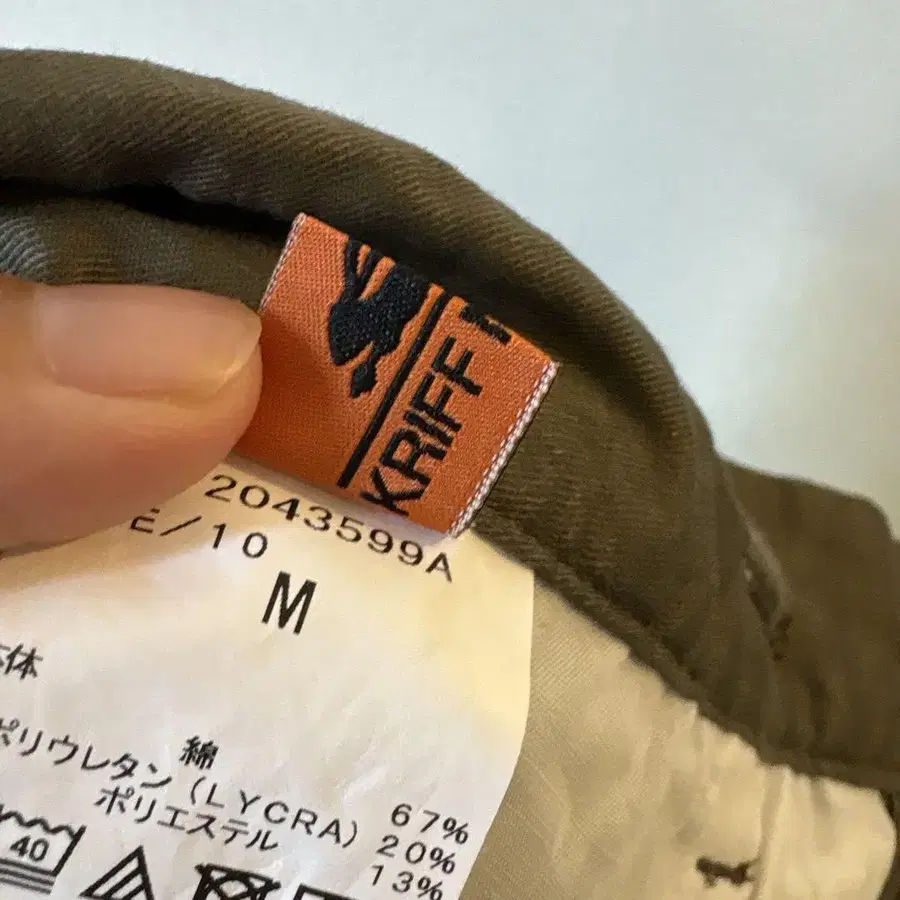 KRIFF
2043599A
E/10
M
体
綿 67%
ポリウレタン (LYCRA) 20%
ポリエステル 13%
40